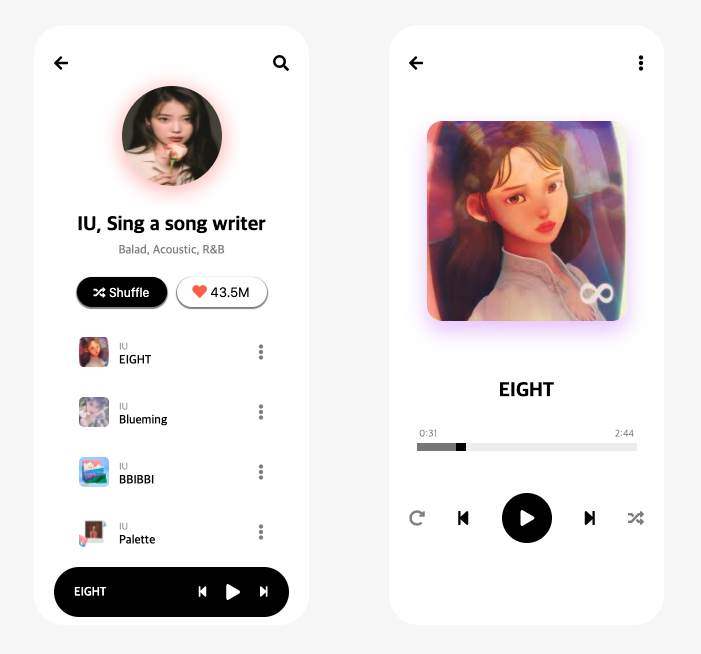 IU, Sing a song writer
Balad, Acoustic, R&B
Shuffle
43.5M
IU
EIGHT
IU
Blueming
IU
BBIBBI
IU
Palette
EIGHT
EIGHT
0:31
2:44